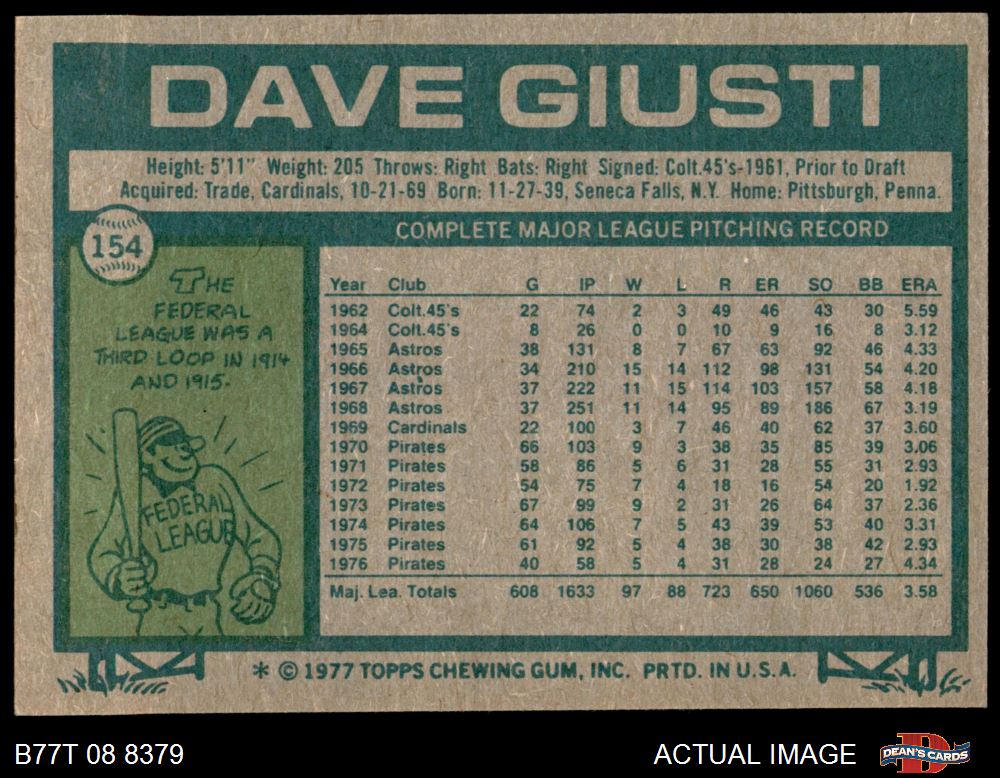 DAVE GIUSTI
Height: 5'11" Weight: 205 Throws: Right Bats: Right Signed: Colt.45's-1961, Prior to Draft
Acquired: Trade, Cardinals, 10-21-69 Born: 11-27-39, Seneca Falls, N.Y. Home: Pittsburgh, Penna.
154
THE
FEDERAL
LEAGUE WAS A
THIRD LOOP IN 1914
AND 1915.
FEDERAL
LEAGUE
COMPLETE MAJOR LEAGUE PITCHING RECORD
Year Club G IP W L R ER SO BB ERA
1962 Colt.45's 22 74 2 3 49 46 43 30 5.59
1964 Colt.45's 8 26 0 0 10 9 16 8 3.12
1965 Astros 38 131 8 7 67 63 92 46 4.33
1966 Astros 34 210 15 14 112 98 131 54 4.20
1967 Astros 37 222 11 15 114 103 157 58 4.18
1968 Astros 37 251 11 14 95 89 186 67 3.19
1969 Cardinals 22 100 3 7 46 40 62 37 3.60
1970 Pirates 66 103 9 3 38 35 85 39 3.06
1971 Pirates 58 86 5 6 31 28 55 31 2.93
1972 Pirates 54 75 7 4 18 16 54 20 1.92
1973 Pirates 67 99 9 2 31 26 64 37 2.36
1974 Pirates 64 106 7 5 43 39 53 40 3.31
1975 Pirates 61 92 5 4 38 30 38 42 2.93
1976 Pirates 40 58 5 4 31 28 24 27 4.34
Maj. Lea. Totals 608 1633 97 88 723 650 1060 536 3.58
* © 1977 TOPPS CHEWING GUM, INC. PRTD. IN U.S.A.
B77T 08 8379
ACTUAL IMAGE
D
DEAN'S CARDS